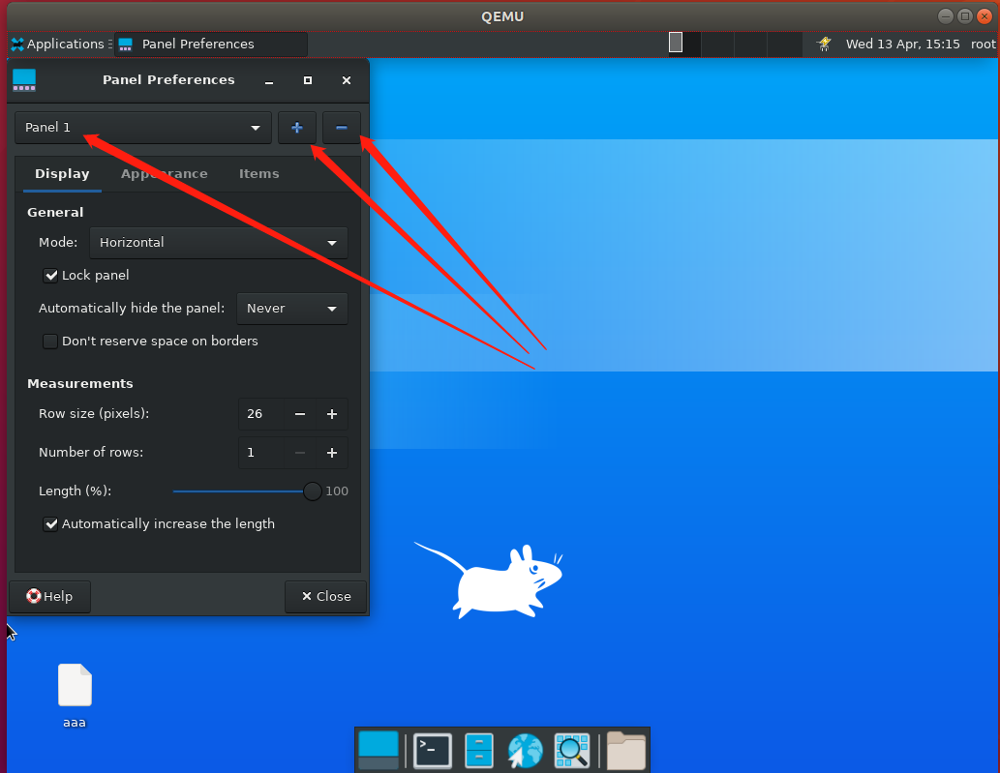 QEMU
Applications Panel Preferences Wed 13 Apr, 15:15 root
Panel Preferences
Panel 1
Display Appearance Items
General
Mode: Horizontal
Lock panel
Automatically hide the panel: Never
Don't reserve space on borders
Measurements
Row size (pixels): 26
Number of rows: 1
Length (%): 100
Automatically increase the length
Help Close
aaa